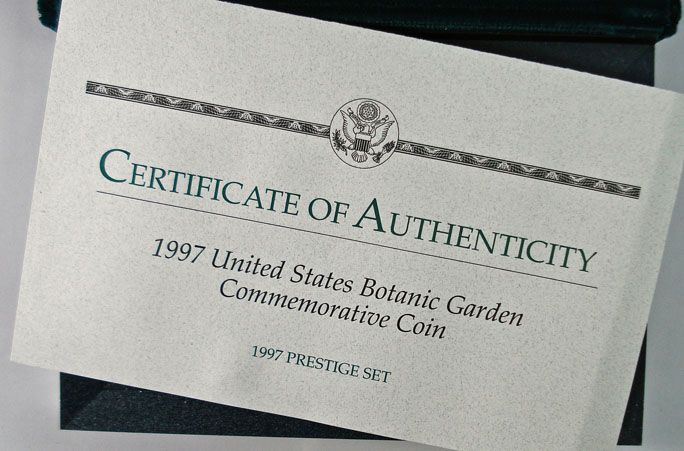 CERTIFICATE OF AUTHENTICITY
1997 United States Botanic Garden
Commemorative Coin
1997 PRESTIGE SET